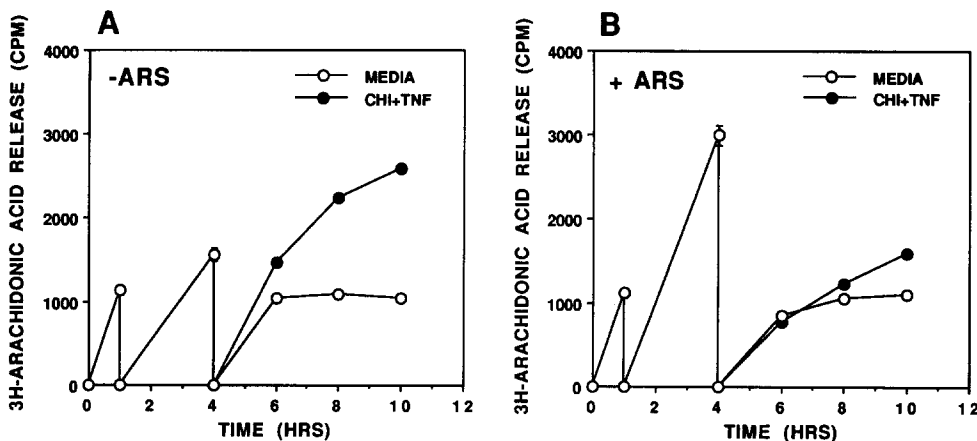 A
3H-ARACHIDONIC ACID RELEASE (CPM)
4000
3000
2000
1000
0
-ARS
MEDIA
CHI+TNF
0 2 4 6 8 10 12
TIME (HRS)
B
3H-ARACHIDONIC ACID RELEASE (CPM)
4000
3000
2000
1000
0
+ ARS
MEDIA
CHI+TNF
0 2 4 6 8 10 12
TIME (HRS)